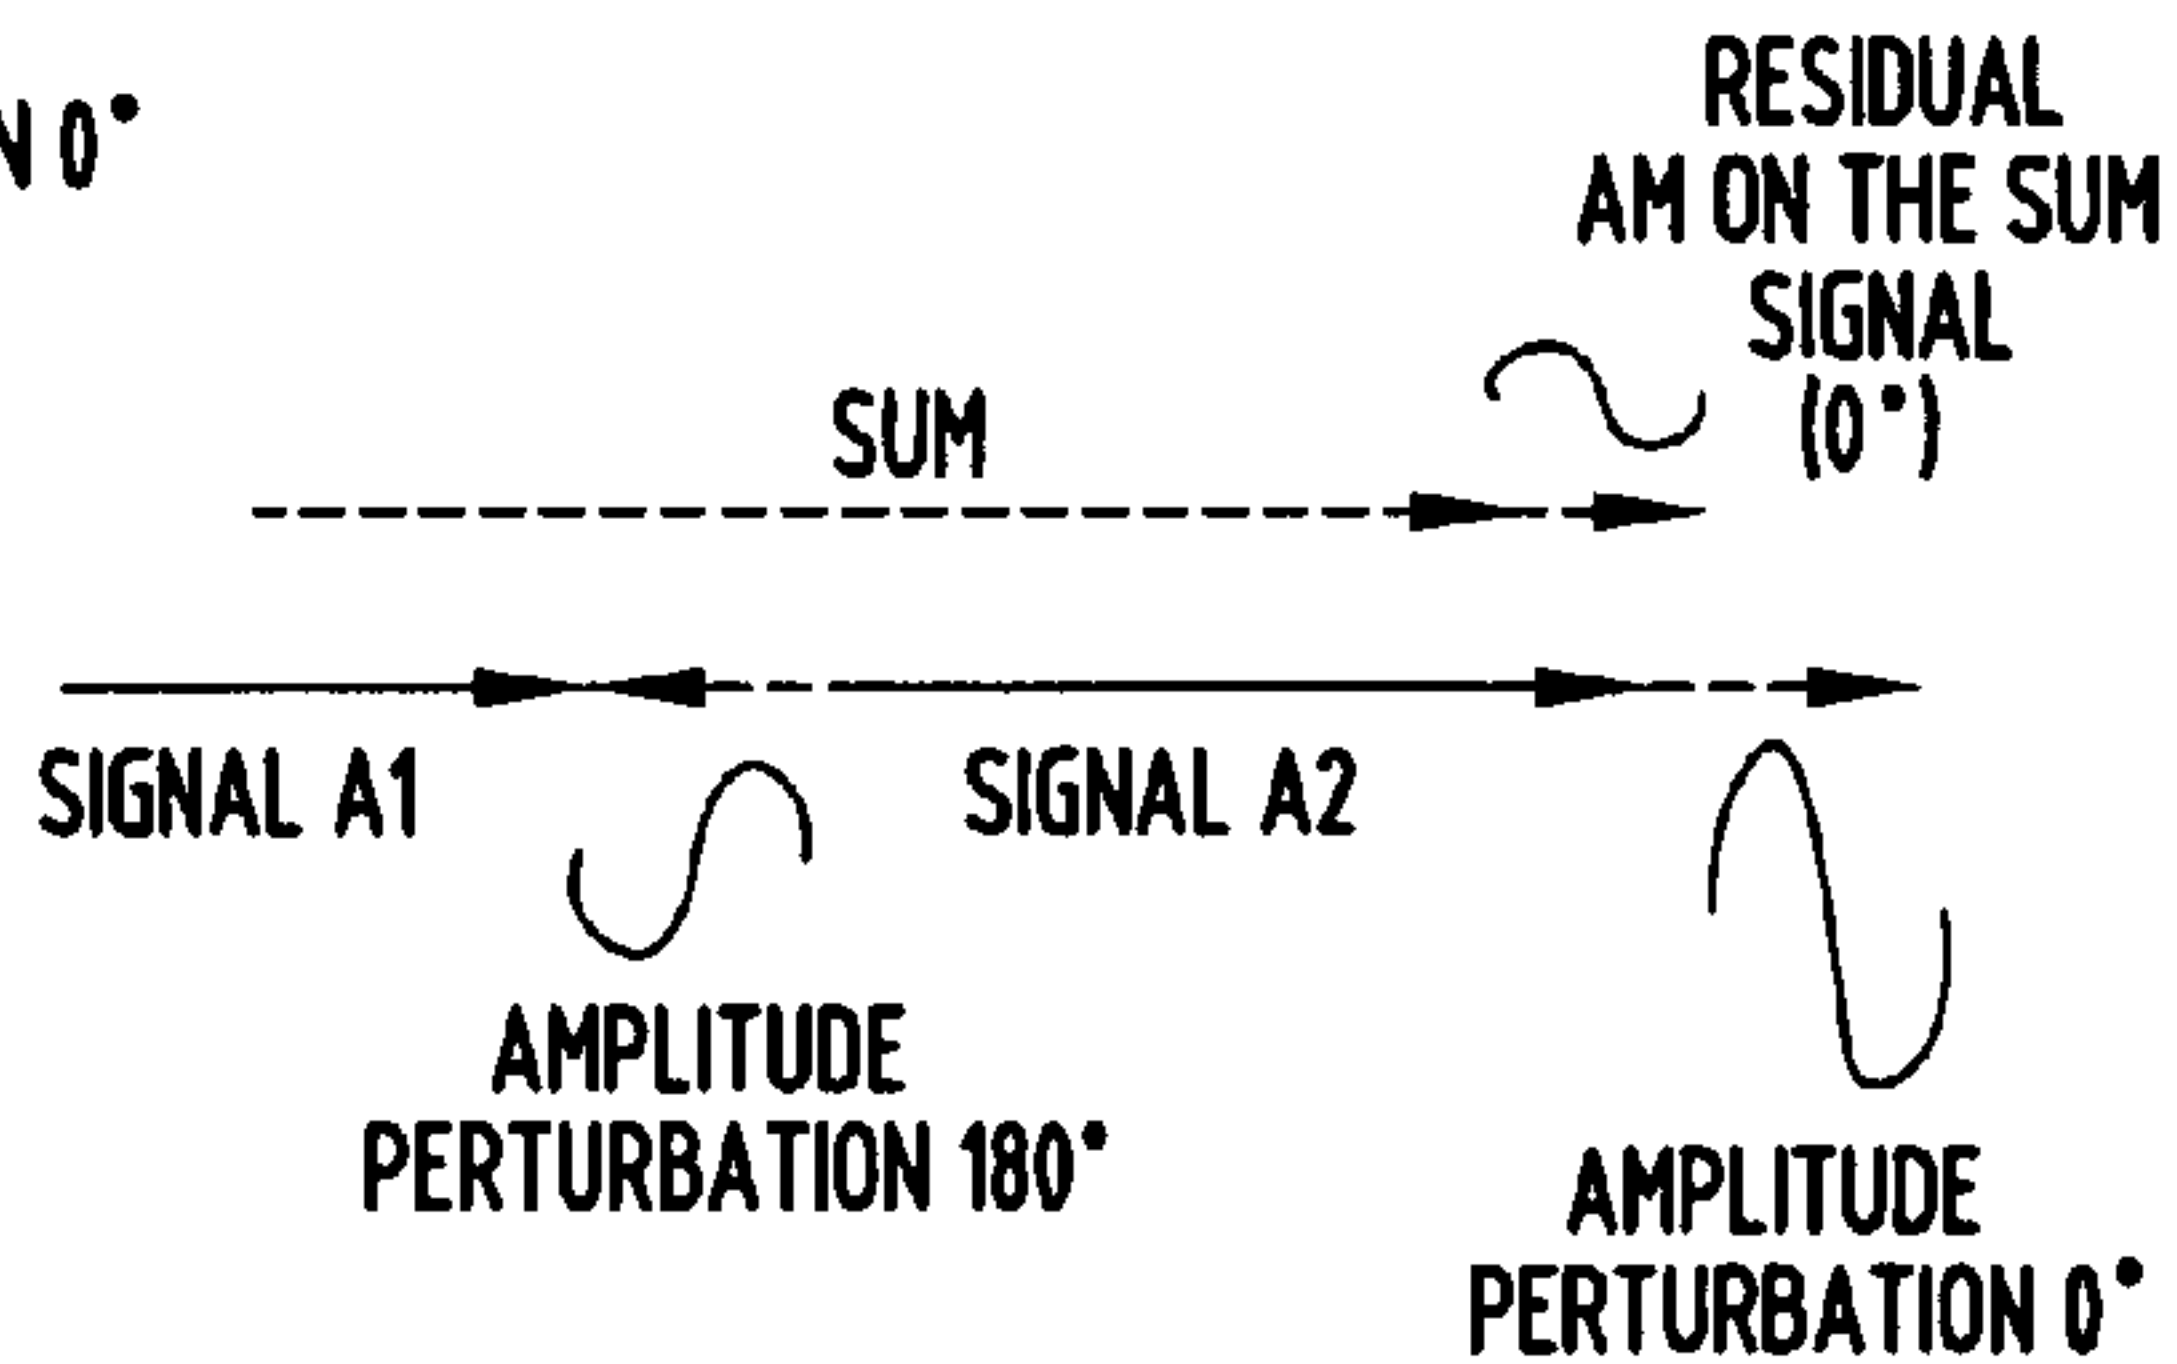 N 0°
RESIDUAL
AM ON THE SUM
SIGNAL
(0°)
SUM
SIGNAL A1
SIGNAL A2
AMPLITUDE
PERTURBATION 180°
AMPLITUDE
PERTURBATION 0°